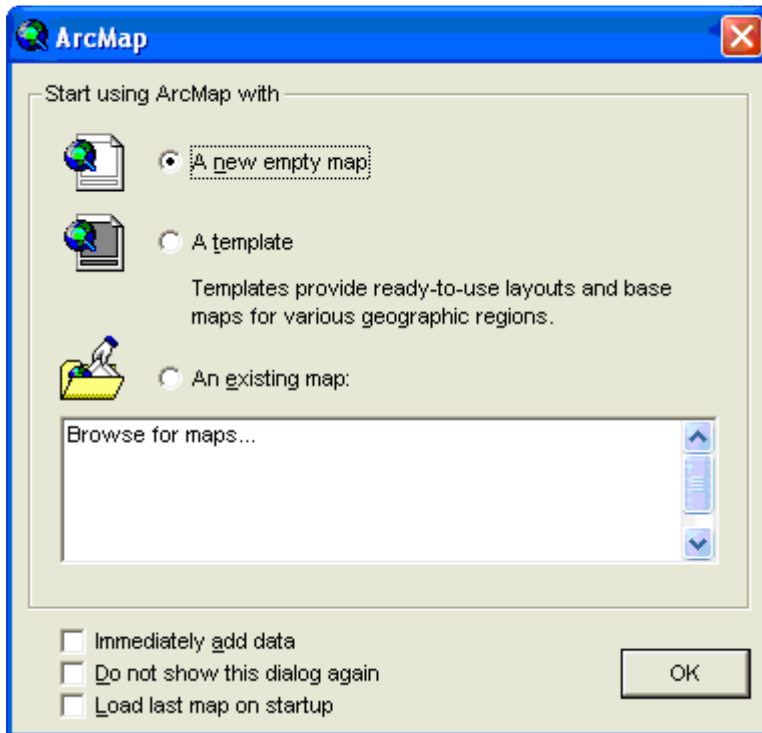 ArcMap
Start using ArcMap with
A new empty map
A template
Templates provide ready-to-use layouts and base
maps for various geographic regions.
An existing map:
Browse for maps...
Immediately add data
Do not show this dialog again
Load last map on startup
OK